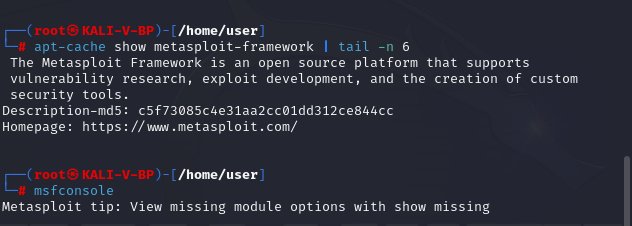 ┌──(root㉿KALI-V-BP)-[/home/user]
└─# apt-cache show metasploit-framework | tail -n 6
The Metasploit Framework is an open source platform that supports
vulnerability research, exploit development, and the creation of custom
security tools.
Description-md5: c5f73085c4e31aa2cc01dd312ce844cc
Homepage: https://www.metasploit.com/
┌──(root㉿KALI-V-BP)-[/home/user]
└─# msfconsole
Metasploit tip: View missing module options with show missing